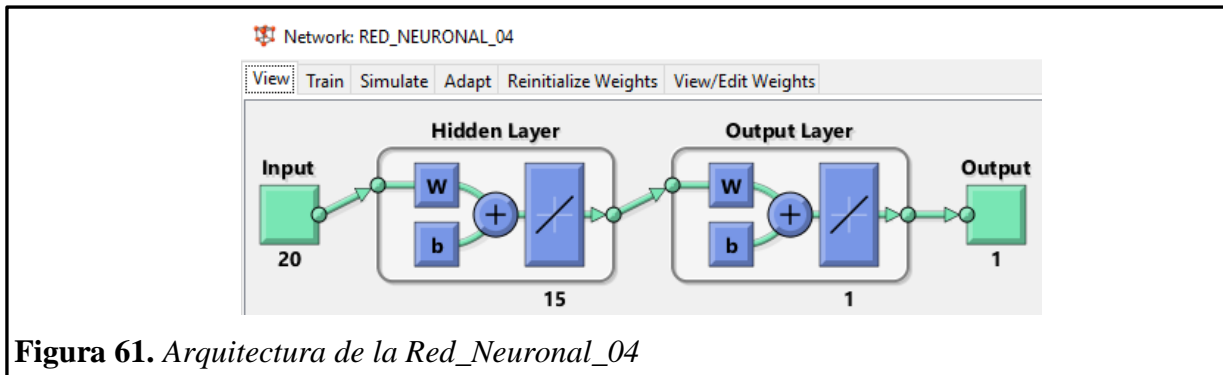 Network: RED_NEURONAL_04
View Train Simulate Adapt Reinitialize Weights View/Edit Weights
Hidden Layer Output Layer
Input Output
W W
b b
20 1
15 1
Figura 61. Arquitectura de la Red_Neuronal_04